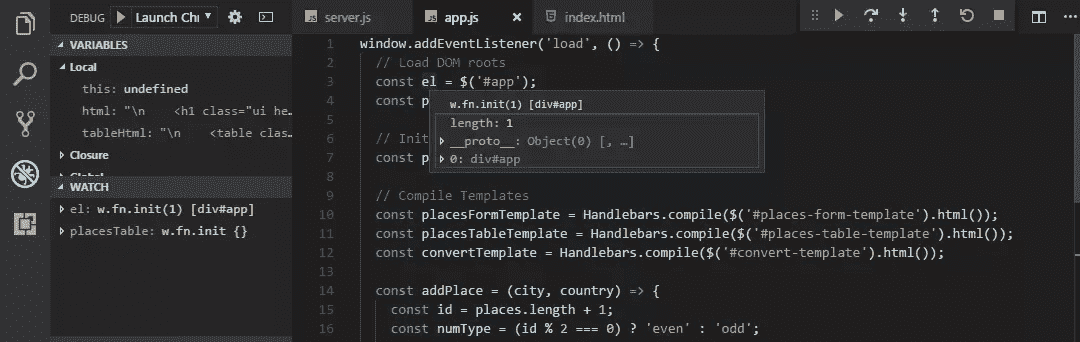 DEBUG Launch Chr
VARIABLES
Local
this: undefined
html: "\n <h1 class="ui he…
tableHtml: "\n <table clas…
Closure
WATCH
el: w.fn.init(1) [div#app]
placesTable: w.fn.init {}
JS server.js
JS app.js
index.html
1 window.addEventListener('load', () => {
2 // Load DOM roots
3 const el = $('#app');
4 const p
w.fn.init(1) [div#app]
length: 1
__proto__: Object(0) [, …]
0: div#app
5
6 // Init
7 const p
8
9 // Compile Templates
10 const placesFormTemplate = Handlebars.compile($('#places-form-template').html());
11 const placesTableTemplate = Handlebars.compile($('#places-table-template').html());
12 const convertTemplate = Handlebars.compile($('#convert-template').html());
13
14 const addPlace = (city, country) => {
15 const id = places.length + 1;
16 const numType = (id % 2 === 0) ? 'even' : 'odd';